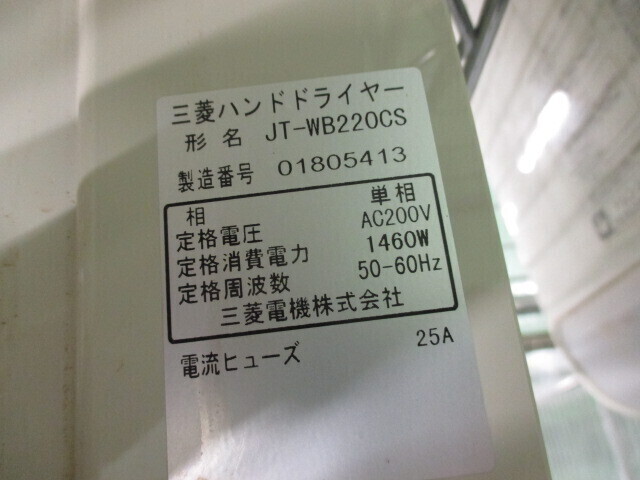 三菱ハンドドライヤー
形名 JT-WB220CS
製造番号 01805413
相 単相
定格電圧 AC200V
定格消費電力 1460W
定格周波数 50-60Hz
三菱電機株式会社
電流ヒューズ 25A